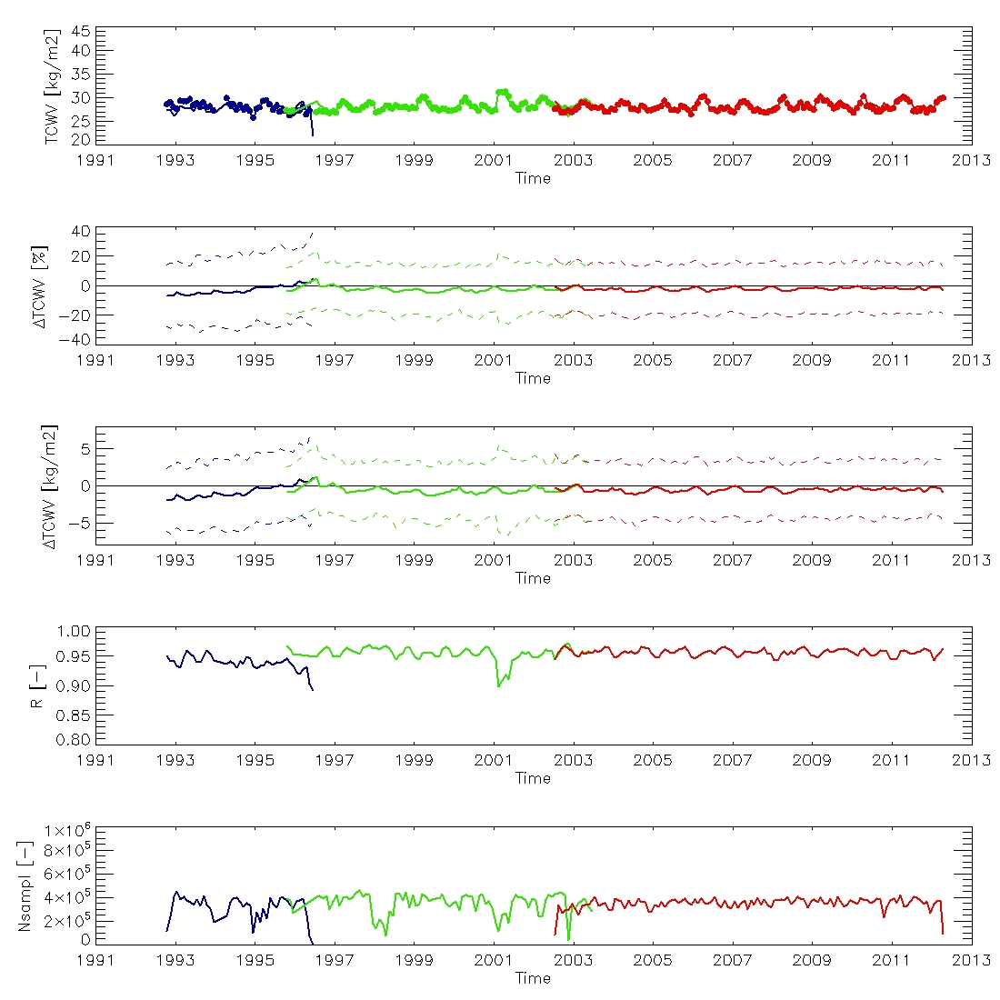 TCWV [kg/m2]
45
40
35
30
25
20
1991 1993 1995 1997 1999 2001 2003 2005 2007 2009 2011 2013
Time
ΔTCWV [%]
40
20
0
−20
−40
1991 1993 1995 1997 1999 2001 2003 2005 2007 2009 2011 2013
Time
ΔTCWV [kg/m2]
5
0
−5
1991 1993 1995 1997 1999 2001 2003 2005 2007 2009 2011 2013
Time
R [−]
1.00
0.95
0.90
0.85
0.80
1991 1993 1995 1997 1999 2001 2003 2005 2007 2009 2011 2013
Time
Nsampl [−]
1×10⁶
8×10⁵
6×10⁵
4×10⁵
2×10⁵
0
1991 1993 1995 1997 1999 2001 2003 2005 2007 2009 2011 2013
Time